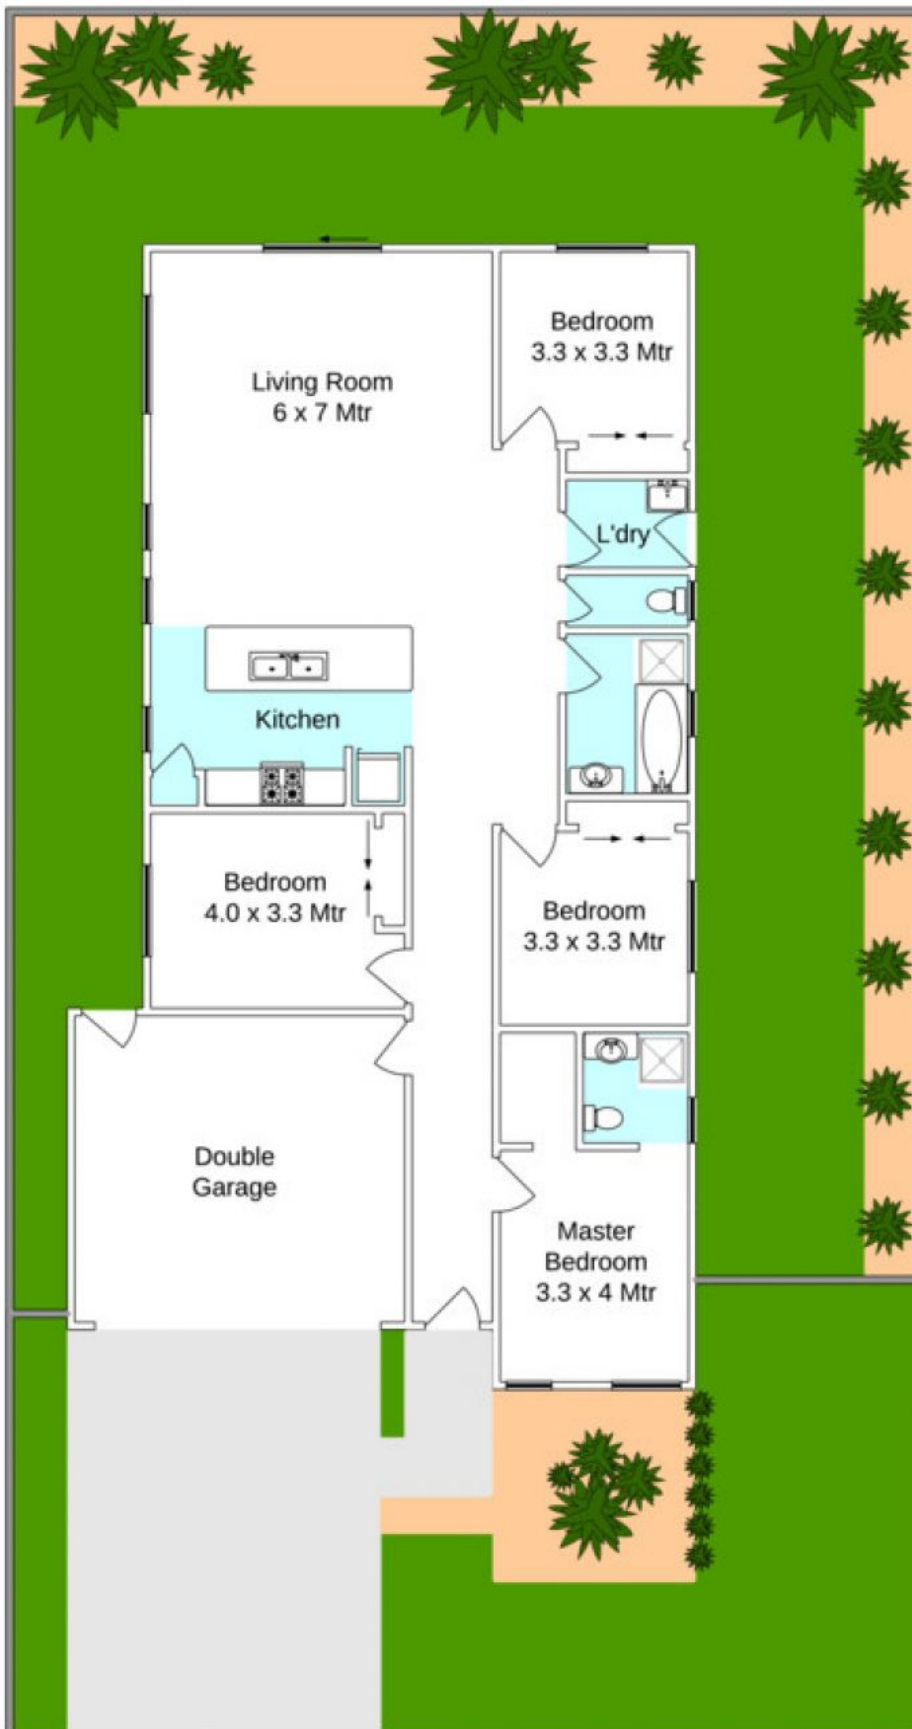 Bedroom
3.3 x 3.3 Mtr
Living Room
6 x 7 Mtr
L'dry
Kitchen
Bedroom
4.0 x 3.3 Mtr
Bedroom
3.3 x 3.3 Mtr
Double
Garage
Master
Bedroom
3.3 x 4 Mtr